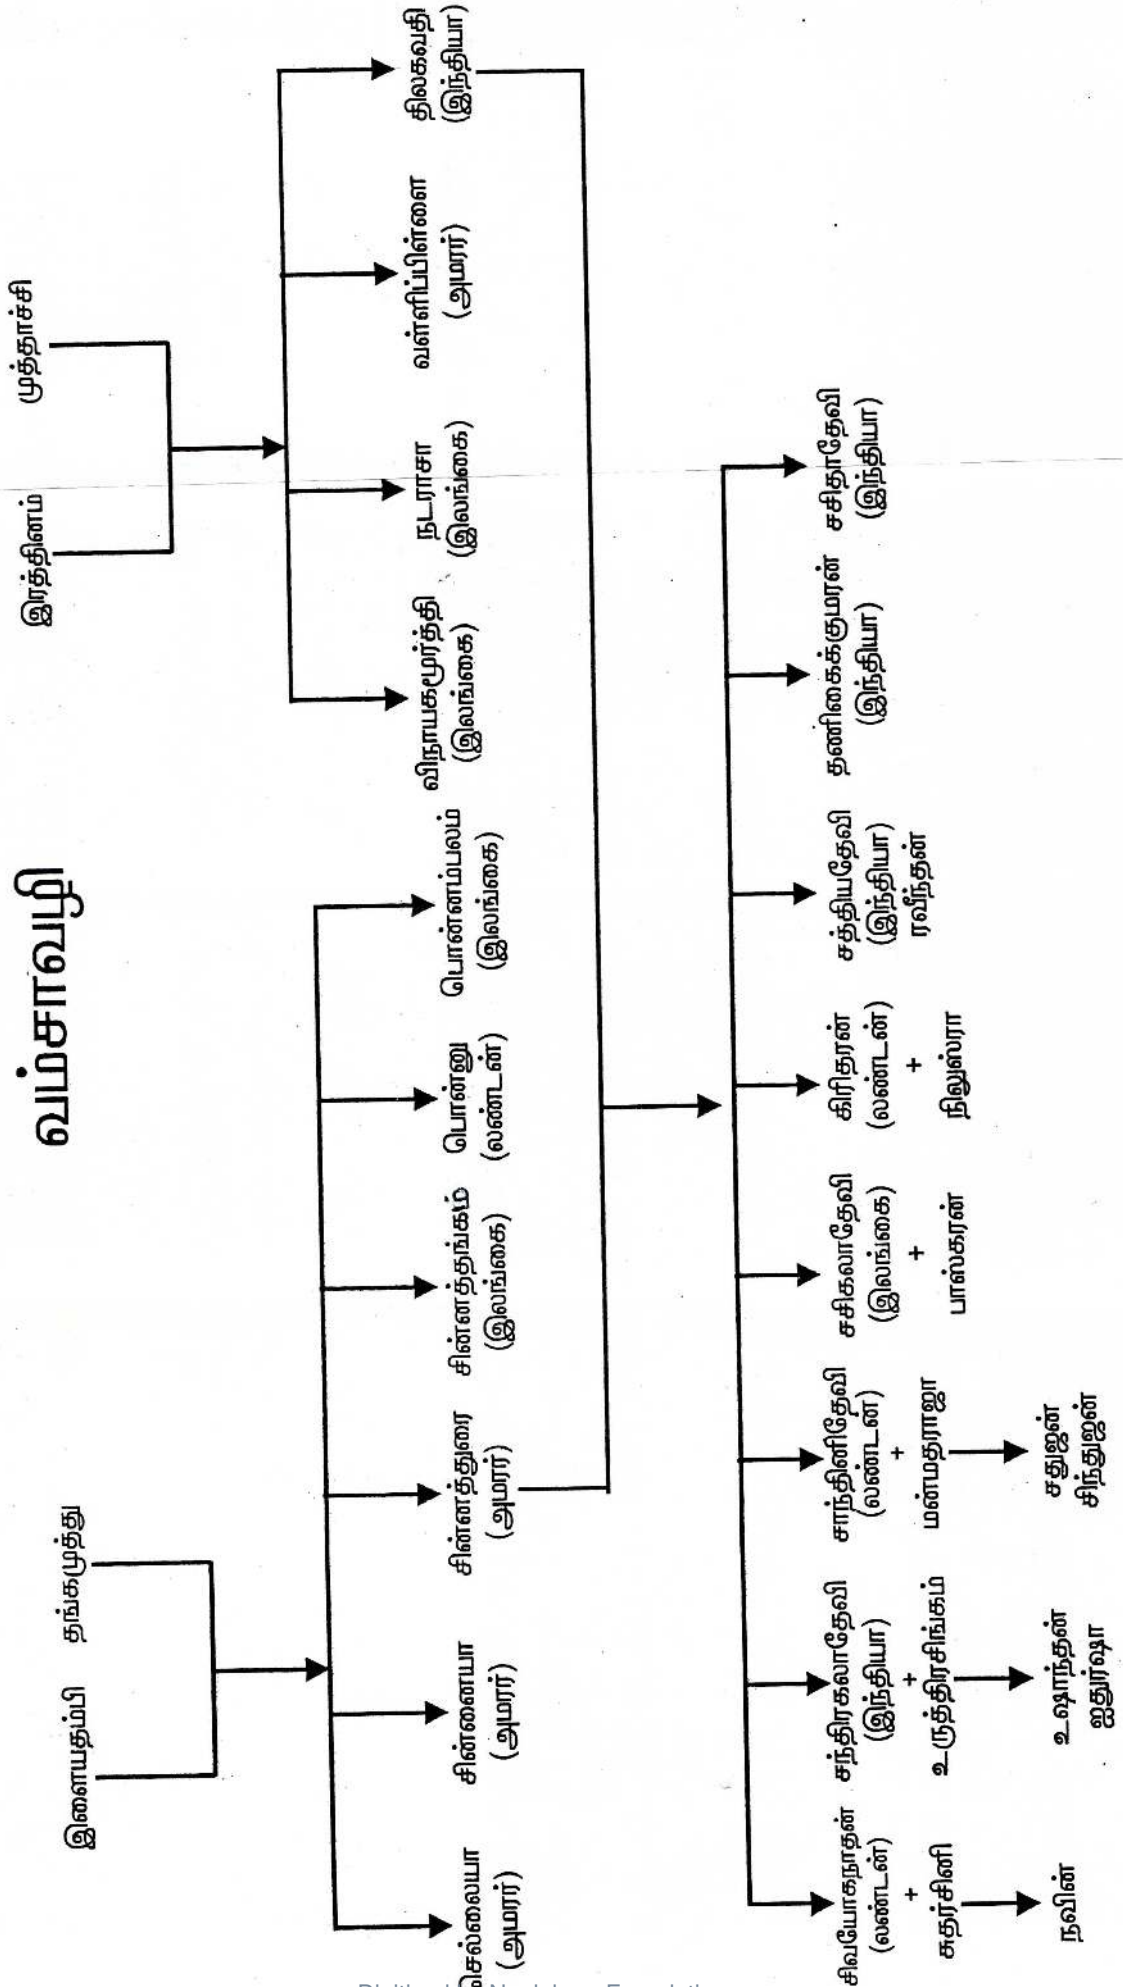 வம்சாவழி
இளையதம்பி தங்கமுத்து
இரத்தினம் முத்தாச்சி
செல்லையா
(அமரர்)
சின்னையா
(அமரர்)
சின்னத்துரை
(அமரர்)
சின்னத்தங்கம்
(இலங்கை)
பொன்னு
(லண்டன்)
பொன்னம்பலம்
(இலங்கை)
விநாயகமூர்த்தி
(இலங்கை)
நடராசா
(இலங்கை)
வள்ளிப்பிள்ளை
(அமரர்)
திலகவதி
(இந்தியா)
சிவயோகநாதன்
(லண்டன்)
+
சுதர்சினி
நவின்
சந்திரகலாதேவி
(இந்தியா)
+
உருத்திரசிங்கம்
உஷாந்தன்
ஐதுர்ஷா
சாந்தினிதேவி
(லண்டன்)
+
மன்மதராஜா
சதுஜன்
சிந்துஜன்
சசிகலாதேவி
(இலங்கை)
+
பாஸ்கரன்
கிரிதரன்
(லண்டன்)
+
நிலுஸ்ரா
சத்தியதேவி
(இந்தியா)
ரவீந்தன்
தணிகைக்குமரன்
(இந்தியா)
சசிதாதேவி
(இந்தியா)